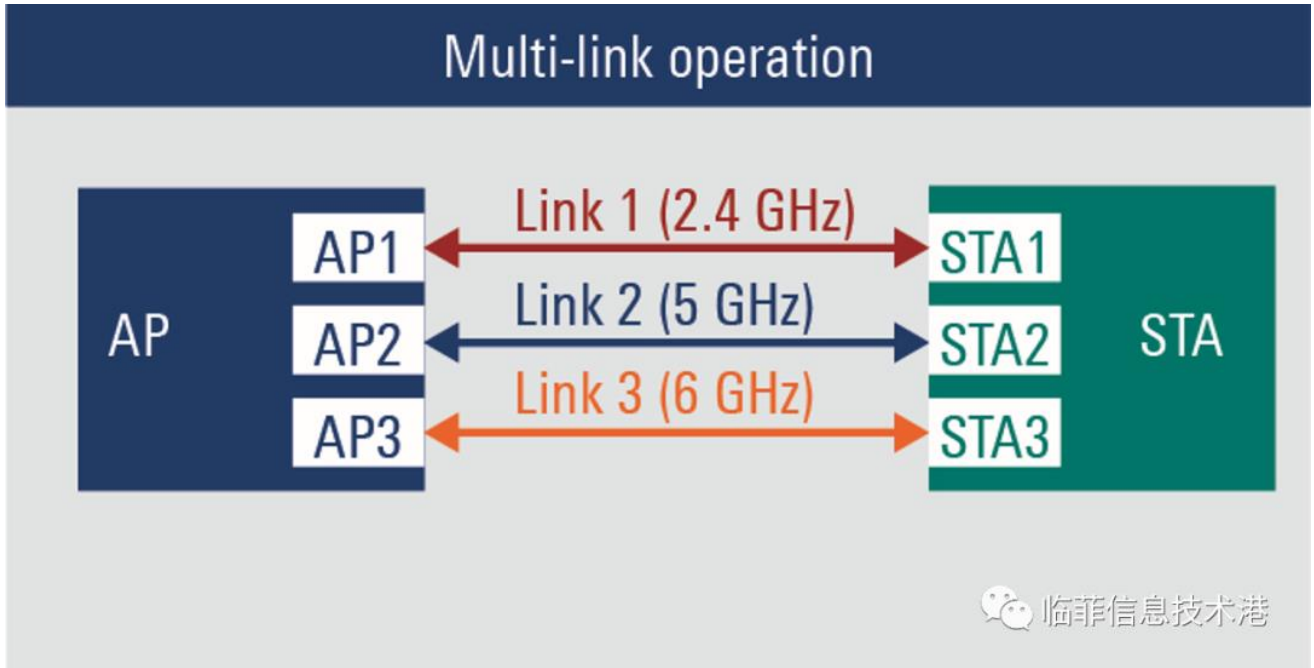 Multi-link operation
AP
AP1
Link 1 (2.4 GHz)
STA1
AP2
Link 2 (5 GHz)
STA2
AP3
Link 3 (6 GHz)
STA3
STA
临菲信息技术港